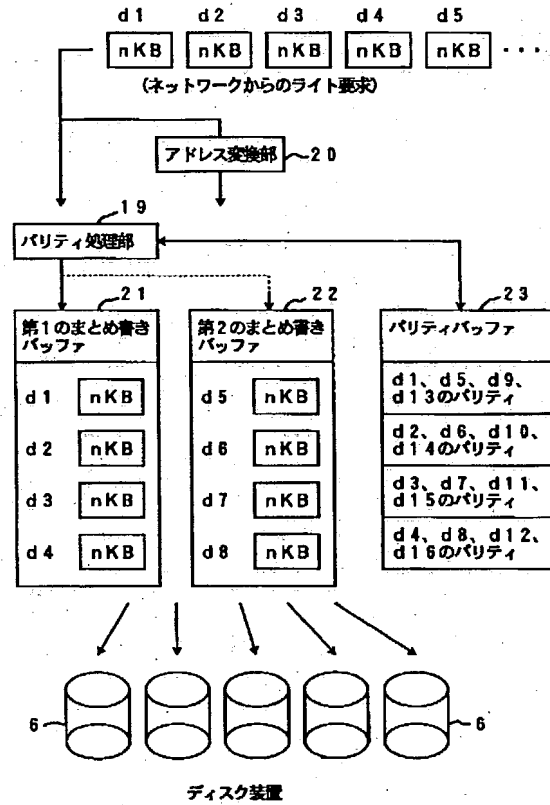 d1 d2 d3 d4 d5
nKB nKB nKB nKB nKB ・・・
(ネットワークからのライト要求)
アドレス変換部 20
19
パリティ処理部
21 22 23
第1のまとめ書き
バッファ
d1 nKB
d2 nKB
d3 nKB
d4 nKB
第2のまとめ書き
バッファ
d5 nKB
d6 nKB
d7 nKB
d8 nKB
パリティバッファ
d1、d5、d9、
d13のパリティ
d2、d6、d10、
d14のパリティ
d3、d7、d11、
d15のパリティ
d4、d8、d12、
d16のパリティ
6 6
ディスク装置